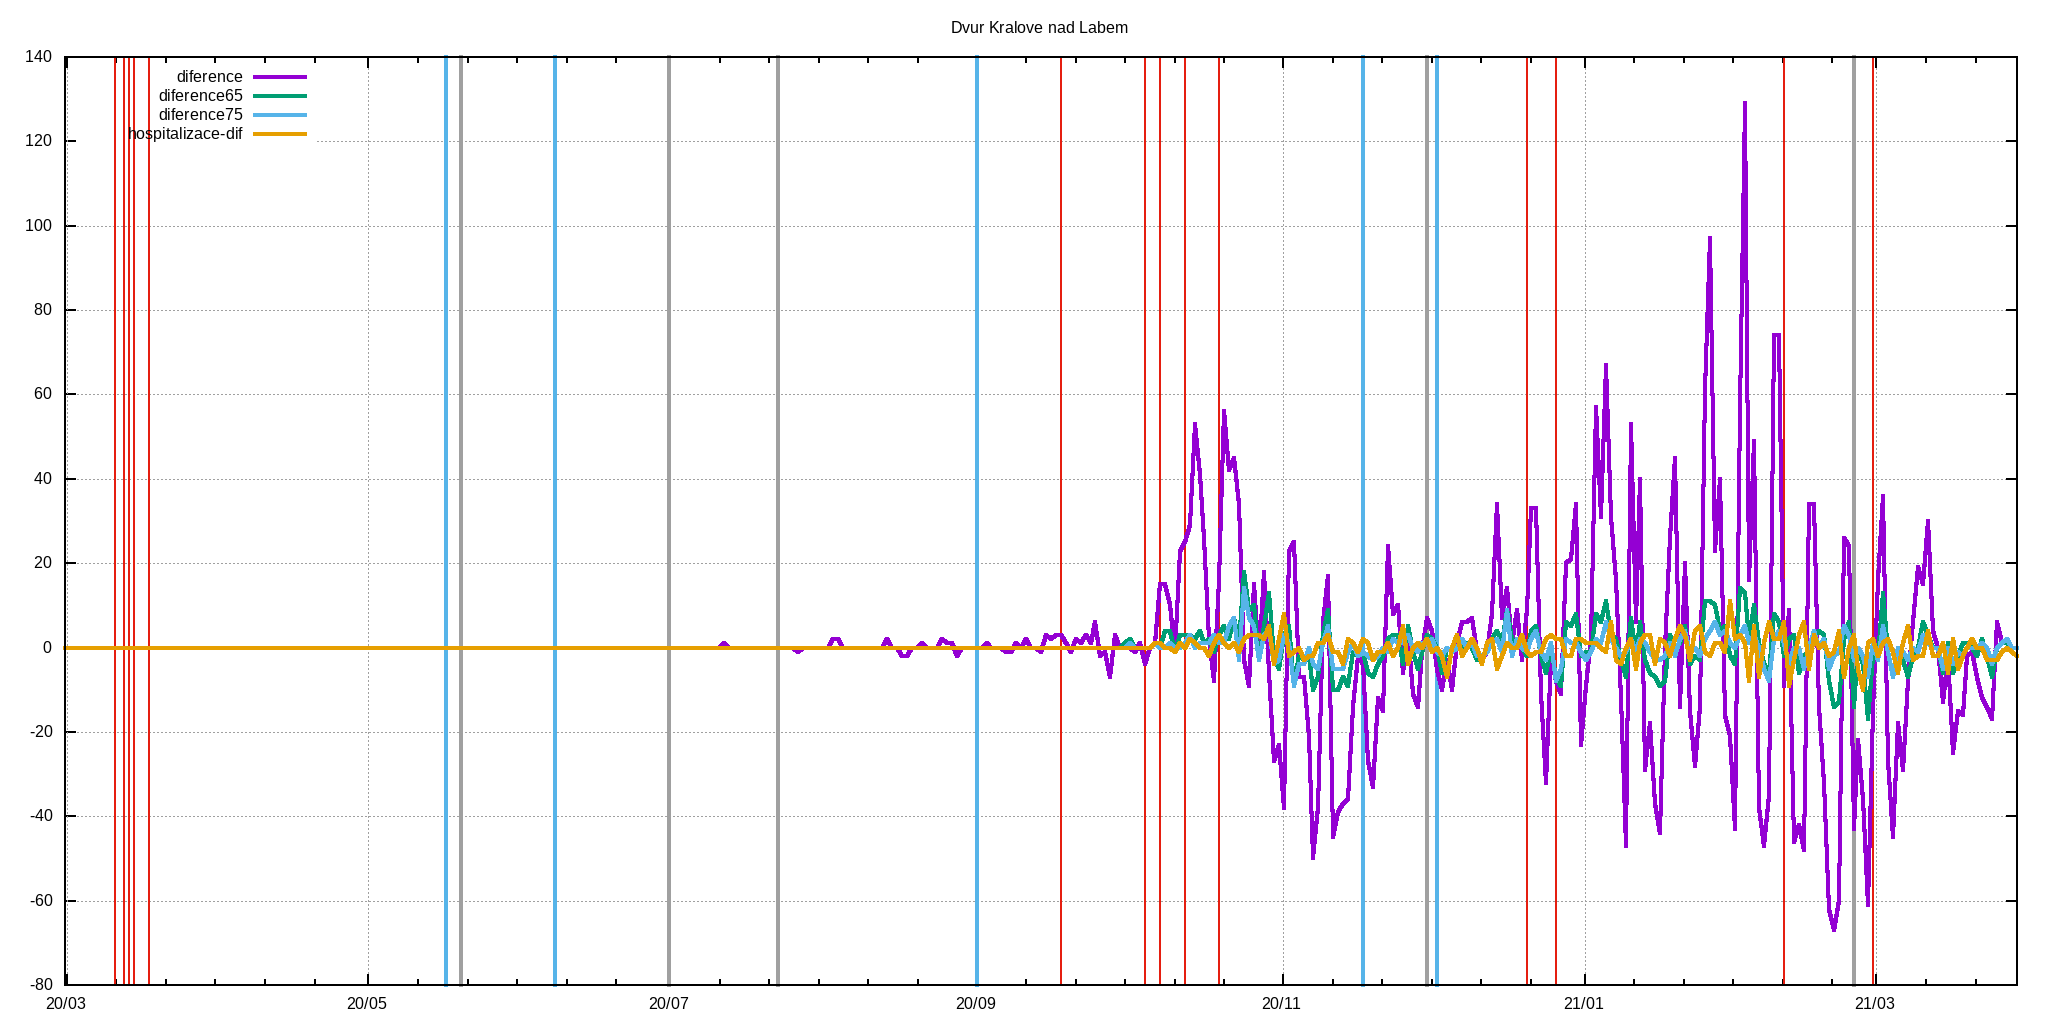 Dvur Kralove nad Labem
140
120
100
80
60
40
20
0
-20
-40
-60
-80
diference
diference65
diference75
hospitalizace-dif
20/03 20/05 20/07 20/09 20/11 21/01 21/03